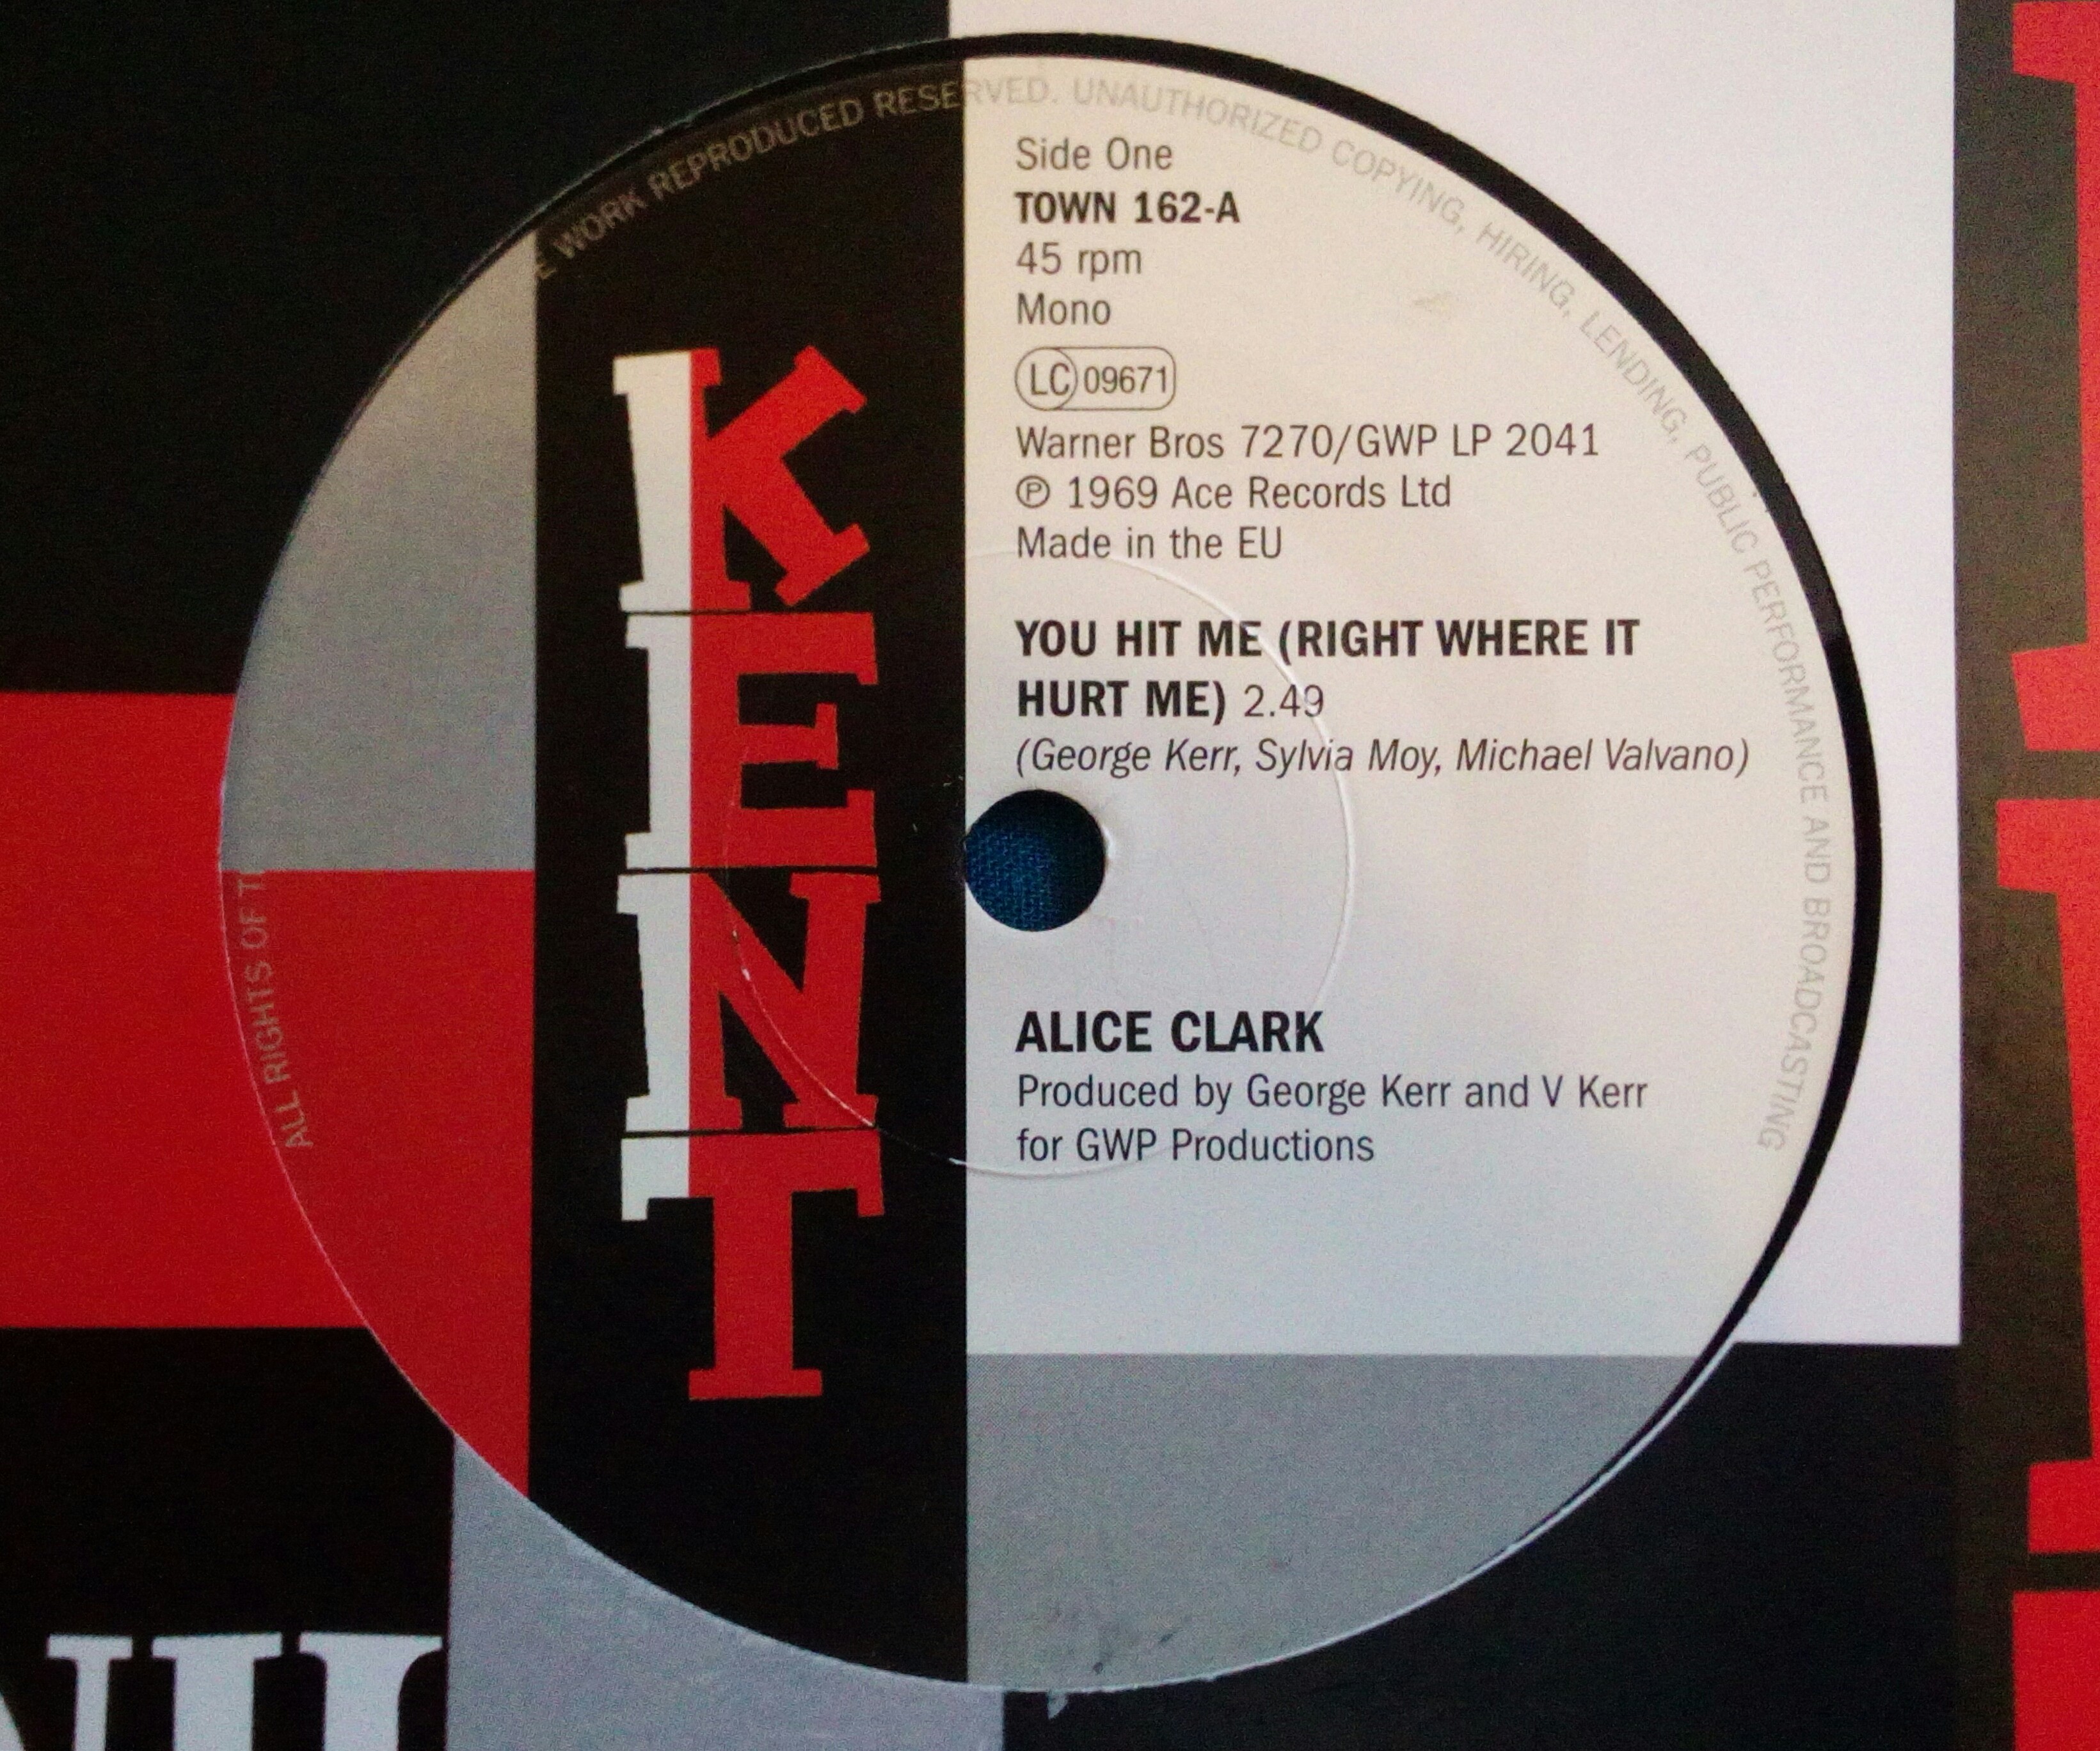 ALL RIGHTS OF T
E WORK REPRODUCED RESERVED. UNAUTHORIZED COPYING, HIRING, LENDING, PUBLIC PERFORMANCE AND BROADCASTING
KENT
Side One
TOWN 162-A
45 rpm
Mono
LC 09671
Warner Bros 7270/GWP LP 2041
℗ 1969 Ace Records Ltd
Made in the EU
YOU HIT ME (RIGHT WHERE IT
HURT ME) 2.49
(George Kerr, Sylvia Moy, Michael Valvano)
ALICE CLARK
Produced by George Kerr and V Kerr
for GWP Productions